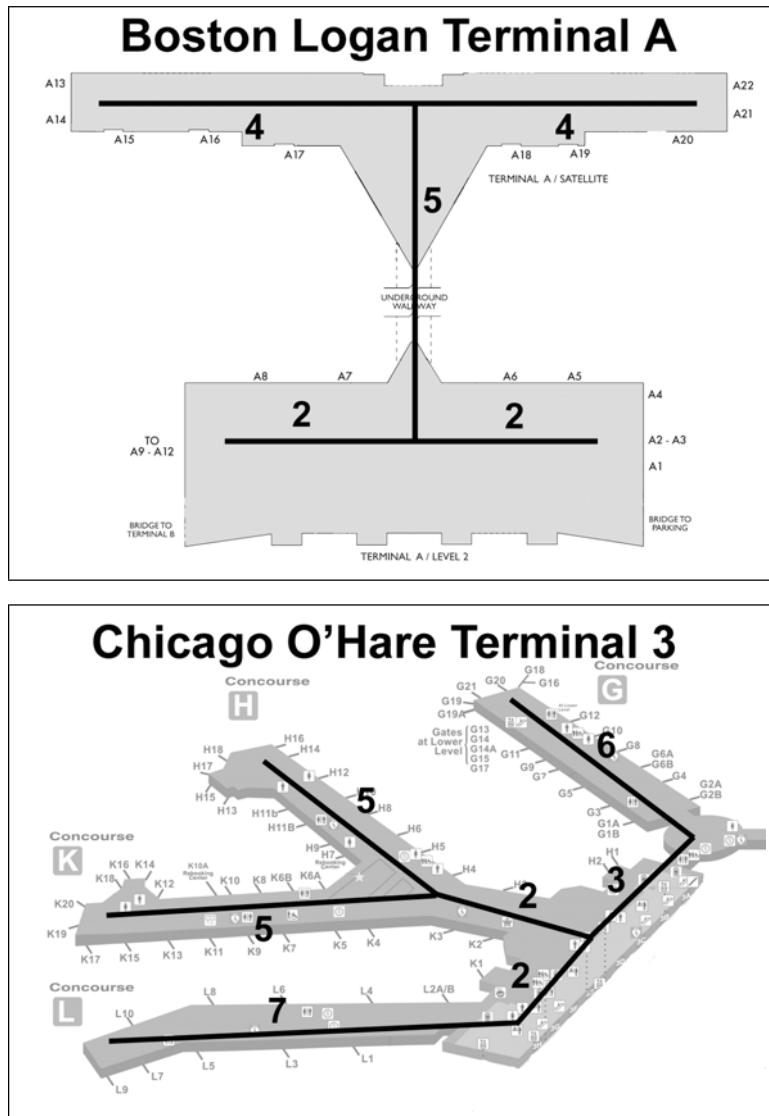 Boston Logan Terminal A
A13
A22
A14
A21
4
4
A15
A16
A17
A18
A19
A20
TERMINAL A / SATELLITE
5
UNDERGROUND
WALKWAY
A8
A7
A6
A5
A4
2
2
TO
A9 - A12
A2 - A3
A1
BRIDGE TO
TERMINAL B
BRIDGE TO
PARKING
TERMINAL A / LEVEL 2
Chicago O'Hare Terminal 3
Concourse
H
Concourse
G
G18
G20
G16
G21
G19
G19A
G12
G10
G8
Gates
at Lower
Level
G13
G14
G14A
G15
G17
6
G6A
G6B
G4
G2A
G2B
G11
G9
G7
G5
G3
G1A
G1B
H16
H14
H18
H17
H12
H15
H13
5
H8
H11b
H11B
H6
H9
H5
H7
Rebooking
Center
H4
H1
H2
3
2
Concourse
K
K16
K14
K18
K12
K10A
Rebooking
Center
K10
K8
K6B
K6A
K20
K19
5
K17
K15
K13
K11
K9
K7
K5
K4
K3
K2
K1
2
Concourse
L
L10
L8
L6
L4
L2A/B
7
L9
L7
L5
L3
L1